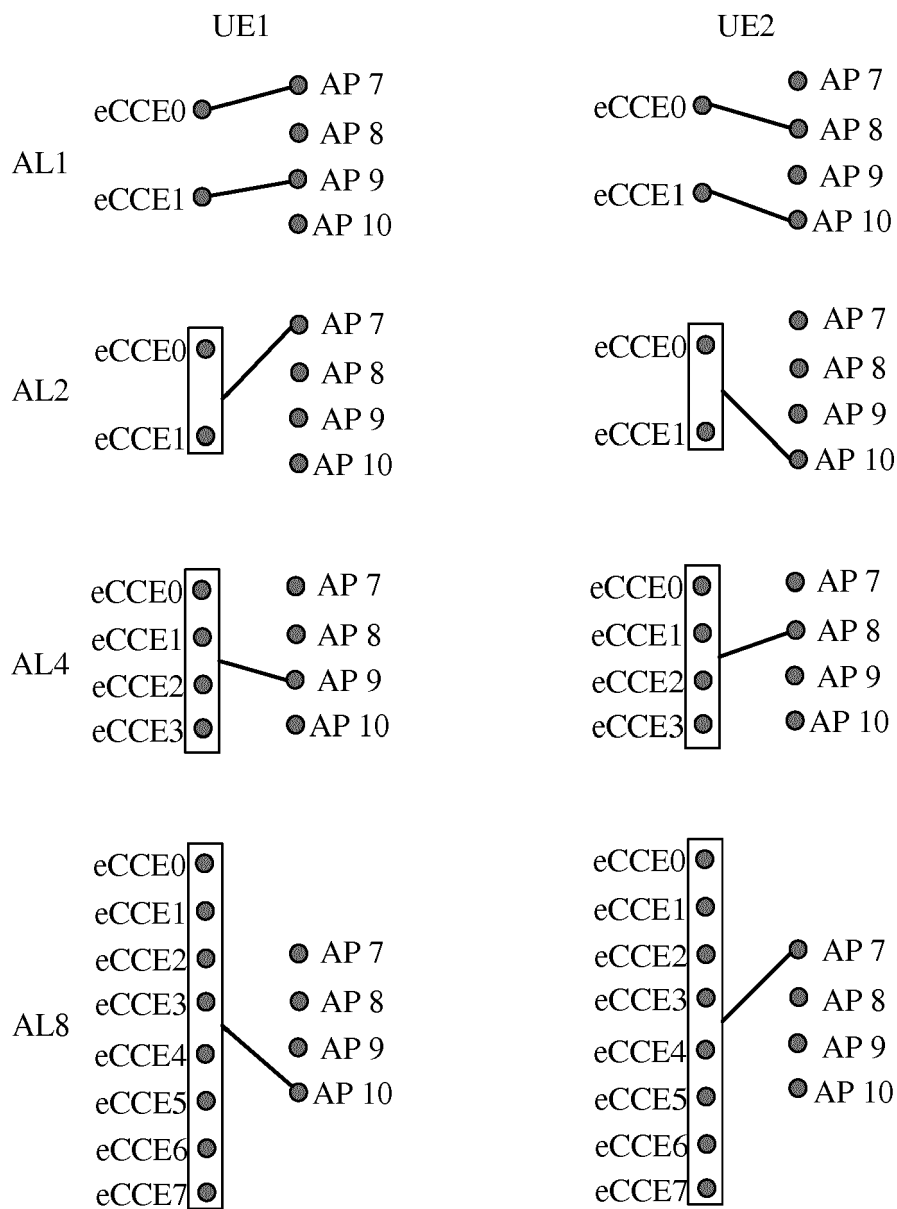 UE1 UE2
AP 7 AP 7
eCCE0 eCCE0
AP 8 AP 8
AL1
AP 9 AP 9
eCCE1 eCCE1
AP 10 AP 10
AP 7 AP 7
eCCE0 eCCE0
AP 8 AP 8
AL2
AP 9 AP 9
eCCE1 eCCE1
AP 10 AP 10
eCCE0 AP 7 eCCE0 AP 7
eCCE1 AP 8 eCCE1 AP 8
AL4
eCCE2 AP 9 eCCE2 AP 9
eCCE3 AP 10 eCCE3 AP 10
eCCE0 eCCE0
eCCE1 eCCE1
eCCE2 AP 7 eCCE2 AP 7
eCCE3 AP 8 eCCE3 AP 8
AL8
eCCE4 AP 9 eCCE4 AP 9
eCCE5 AP 10 eCCE5 AP 10
eCCE6 eCCE6
eCCE7 eCCE7